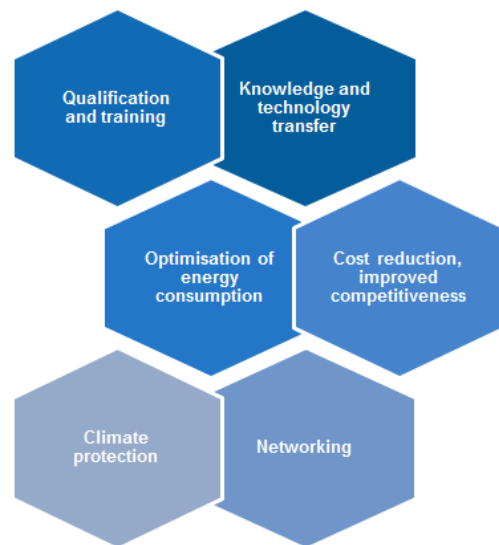 Qualification
and training
Knowledge and
technology
transfer
Optimisation of
energy
consumption
Cost reduction,
improved
competitiveness
Climate
protection
Networking